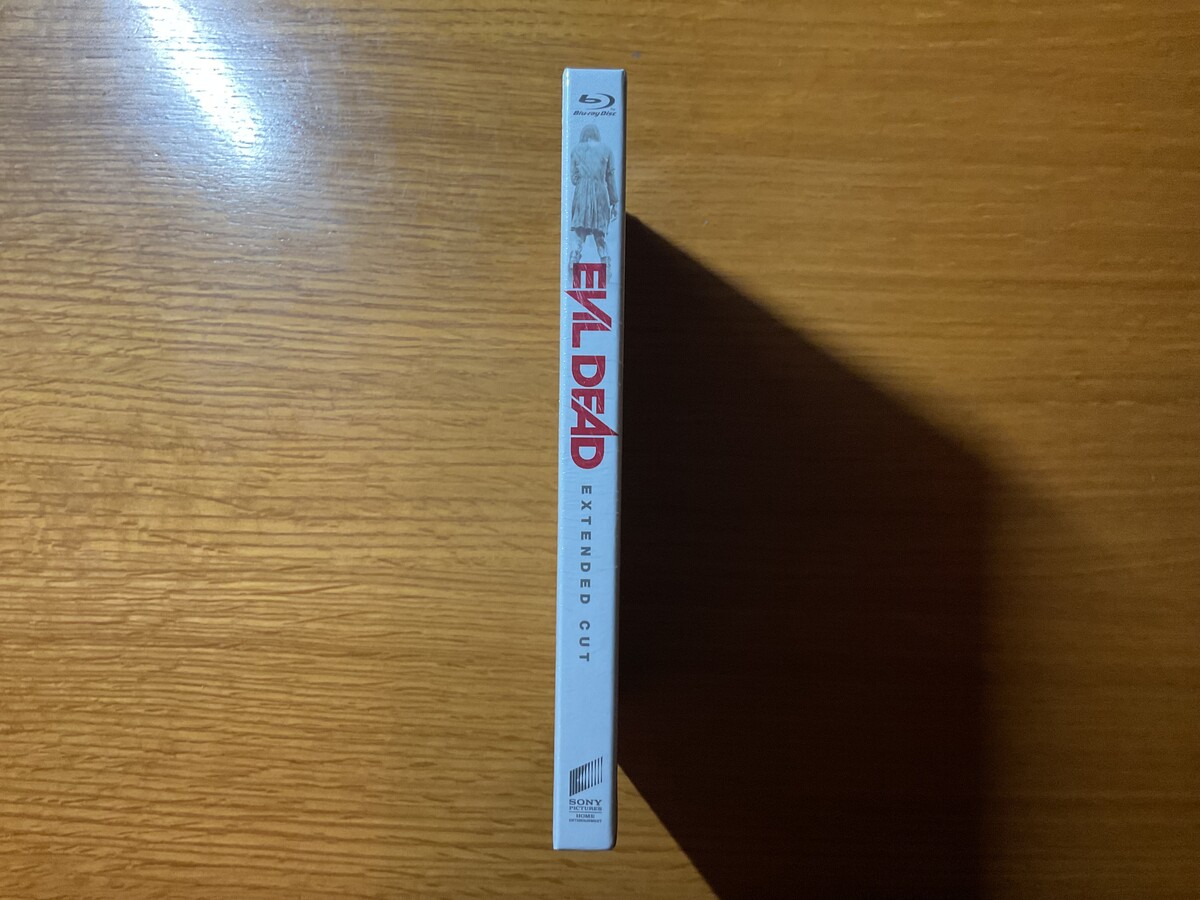 Blu-ray Disc
EVIL DEAD
EXTENDED CUT
SONY
PICTURES
HOME
ENTERTAINMENT